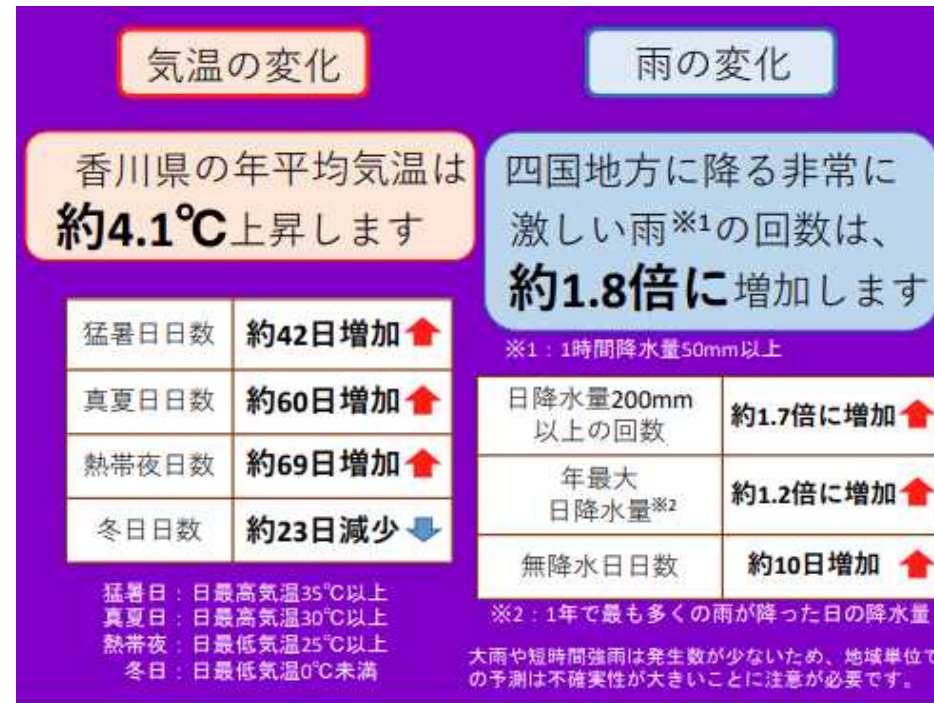 気温の変化
香川県の年平均気温は
約4.1℃上昇します
猛暑日日数 約42日増加
真夏日日数 約60日増加
熱帯夜日数 約69日増加
冬日日数 約23日減少
猛暑日：日最高気温35℃以上
真夏日：日最高気温30℃以上
熱帯夜：日最低気温25℃以上
冬日：日最低気温0℃未満
雨の変化
四国地方に降る非常に
激しい雨※1の回数は、
約1.8倍に増加します
※1：1時間降水量50mm以上
日降水量200mm
以上の回数 約1.7倍に増加
年最大
日降水量※2 約1.2倍に増加
無降水日日数 約10日増加
※2：1年で最も多くの雨が降った日の降水量
大雨や短時間強雨は発生数が少ないため、地域単位で
の予測は不確実性が大きいことに注意が必要です。